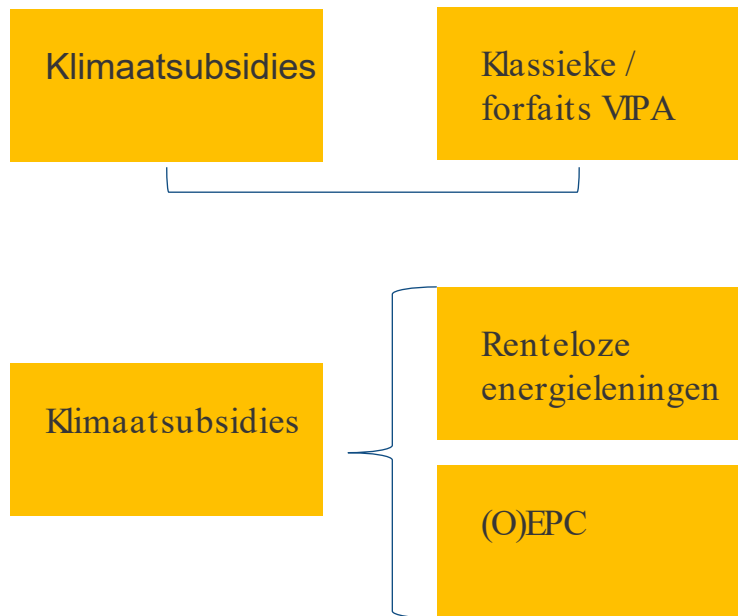 Klimaatsubsidies
Klassieke /
forfaits VIPA
Renteloze
energieleningen
Klimaatsubsidies
(O)EPC